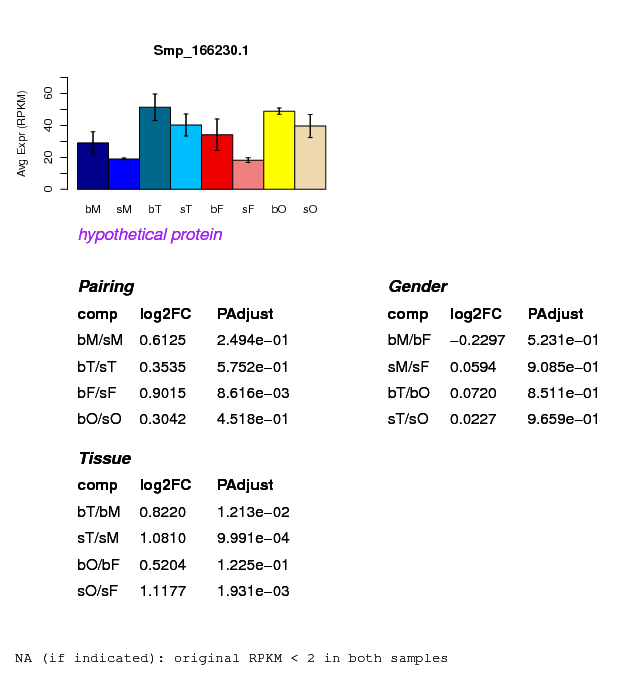 Smp_166230.1
Avg Expr (RPKM)
0 20 40 60
bM sM bT sT bF sF bO sO
hypothetical protein
Pairing
comp log2FC PAdjust
bM/sM 0.6125 2.494e−01
bT/sT 0.3535 5.752e−01
bF/sF 0.9015 8.616e−03
bO/sO 0.3042 4.518e−01
Gender
comp log2FC PAdjust
bM/bF −0.2297 5.231e−01
sM/sF 0.0594 9.085e−01
bT/bO 0.0720 8.511e−01
sT/sO 0.0227 9.659e−01
Tissue
comp log2FC PAdjust
bT/bM 0.8220 1.213e−02
sT/sM 1.0810 9.991e−04
bO/bF 0.5204 1.225e−01
sO/sF 1.1177 1.931e−03
NA (if indicated): original RPKM < 2 in both samples